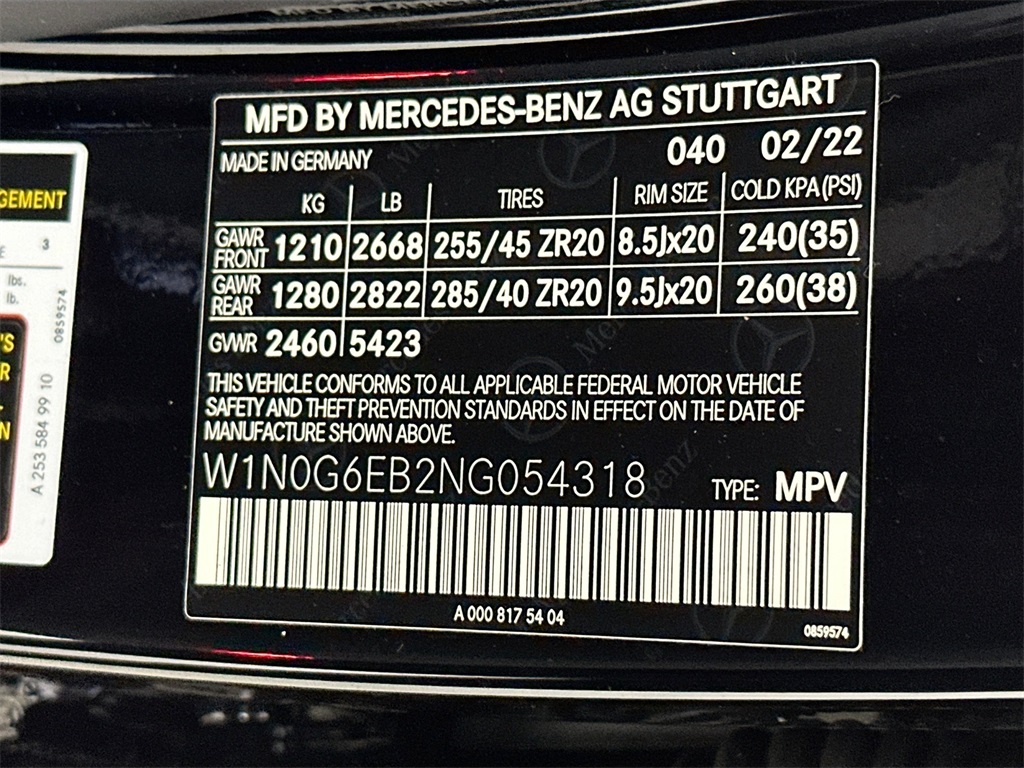 MFD BY MERCEDES-BENZ AG STUTTGART
MADE IN GERMANY 040 02/22
KG LB TIRES RIM SIZE COLD KPA (PSI)
GAWR FRONT 1210 2668 255/45 ZR20 8.5Jx20 240(35)
GAWR REAR 1280 2822 285/40 ZR20 9.5Jx20 260(38)
GVWR 2460 5423
THIS VEHICLE CONFORMS TO ALL APPLICABLE FEDERAL MOTOR VEHICLE
SAFETY AND THEFT PREVENTION STANDARDS IN EFFECT ON THE DATE OF
MANUFACTURE SHOWN ABOVE.
W1N0G6EB2NG054318 TYPE: MPV
A 000 817 54 04
0859574
GEMENT
3
lbs.
lb.
0859574
'S
R
N
A 253 584 99 10